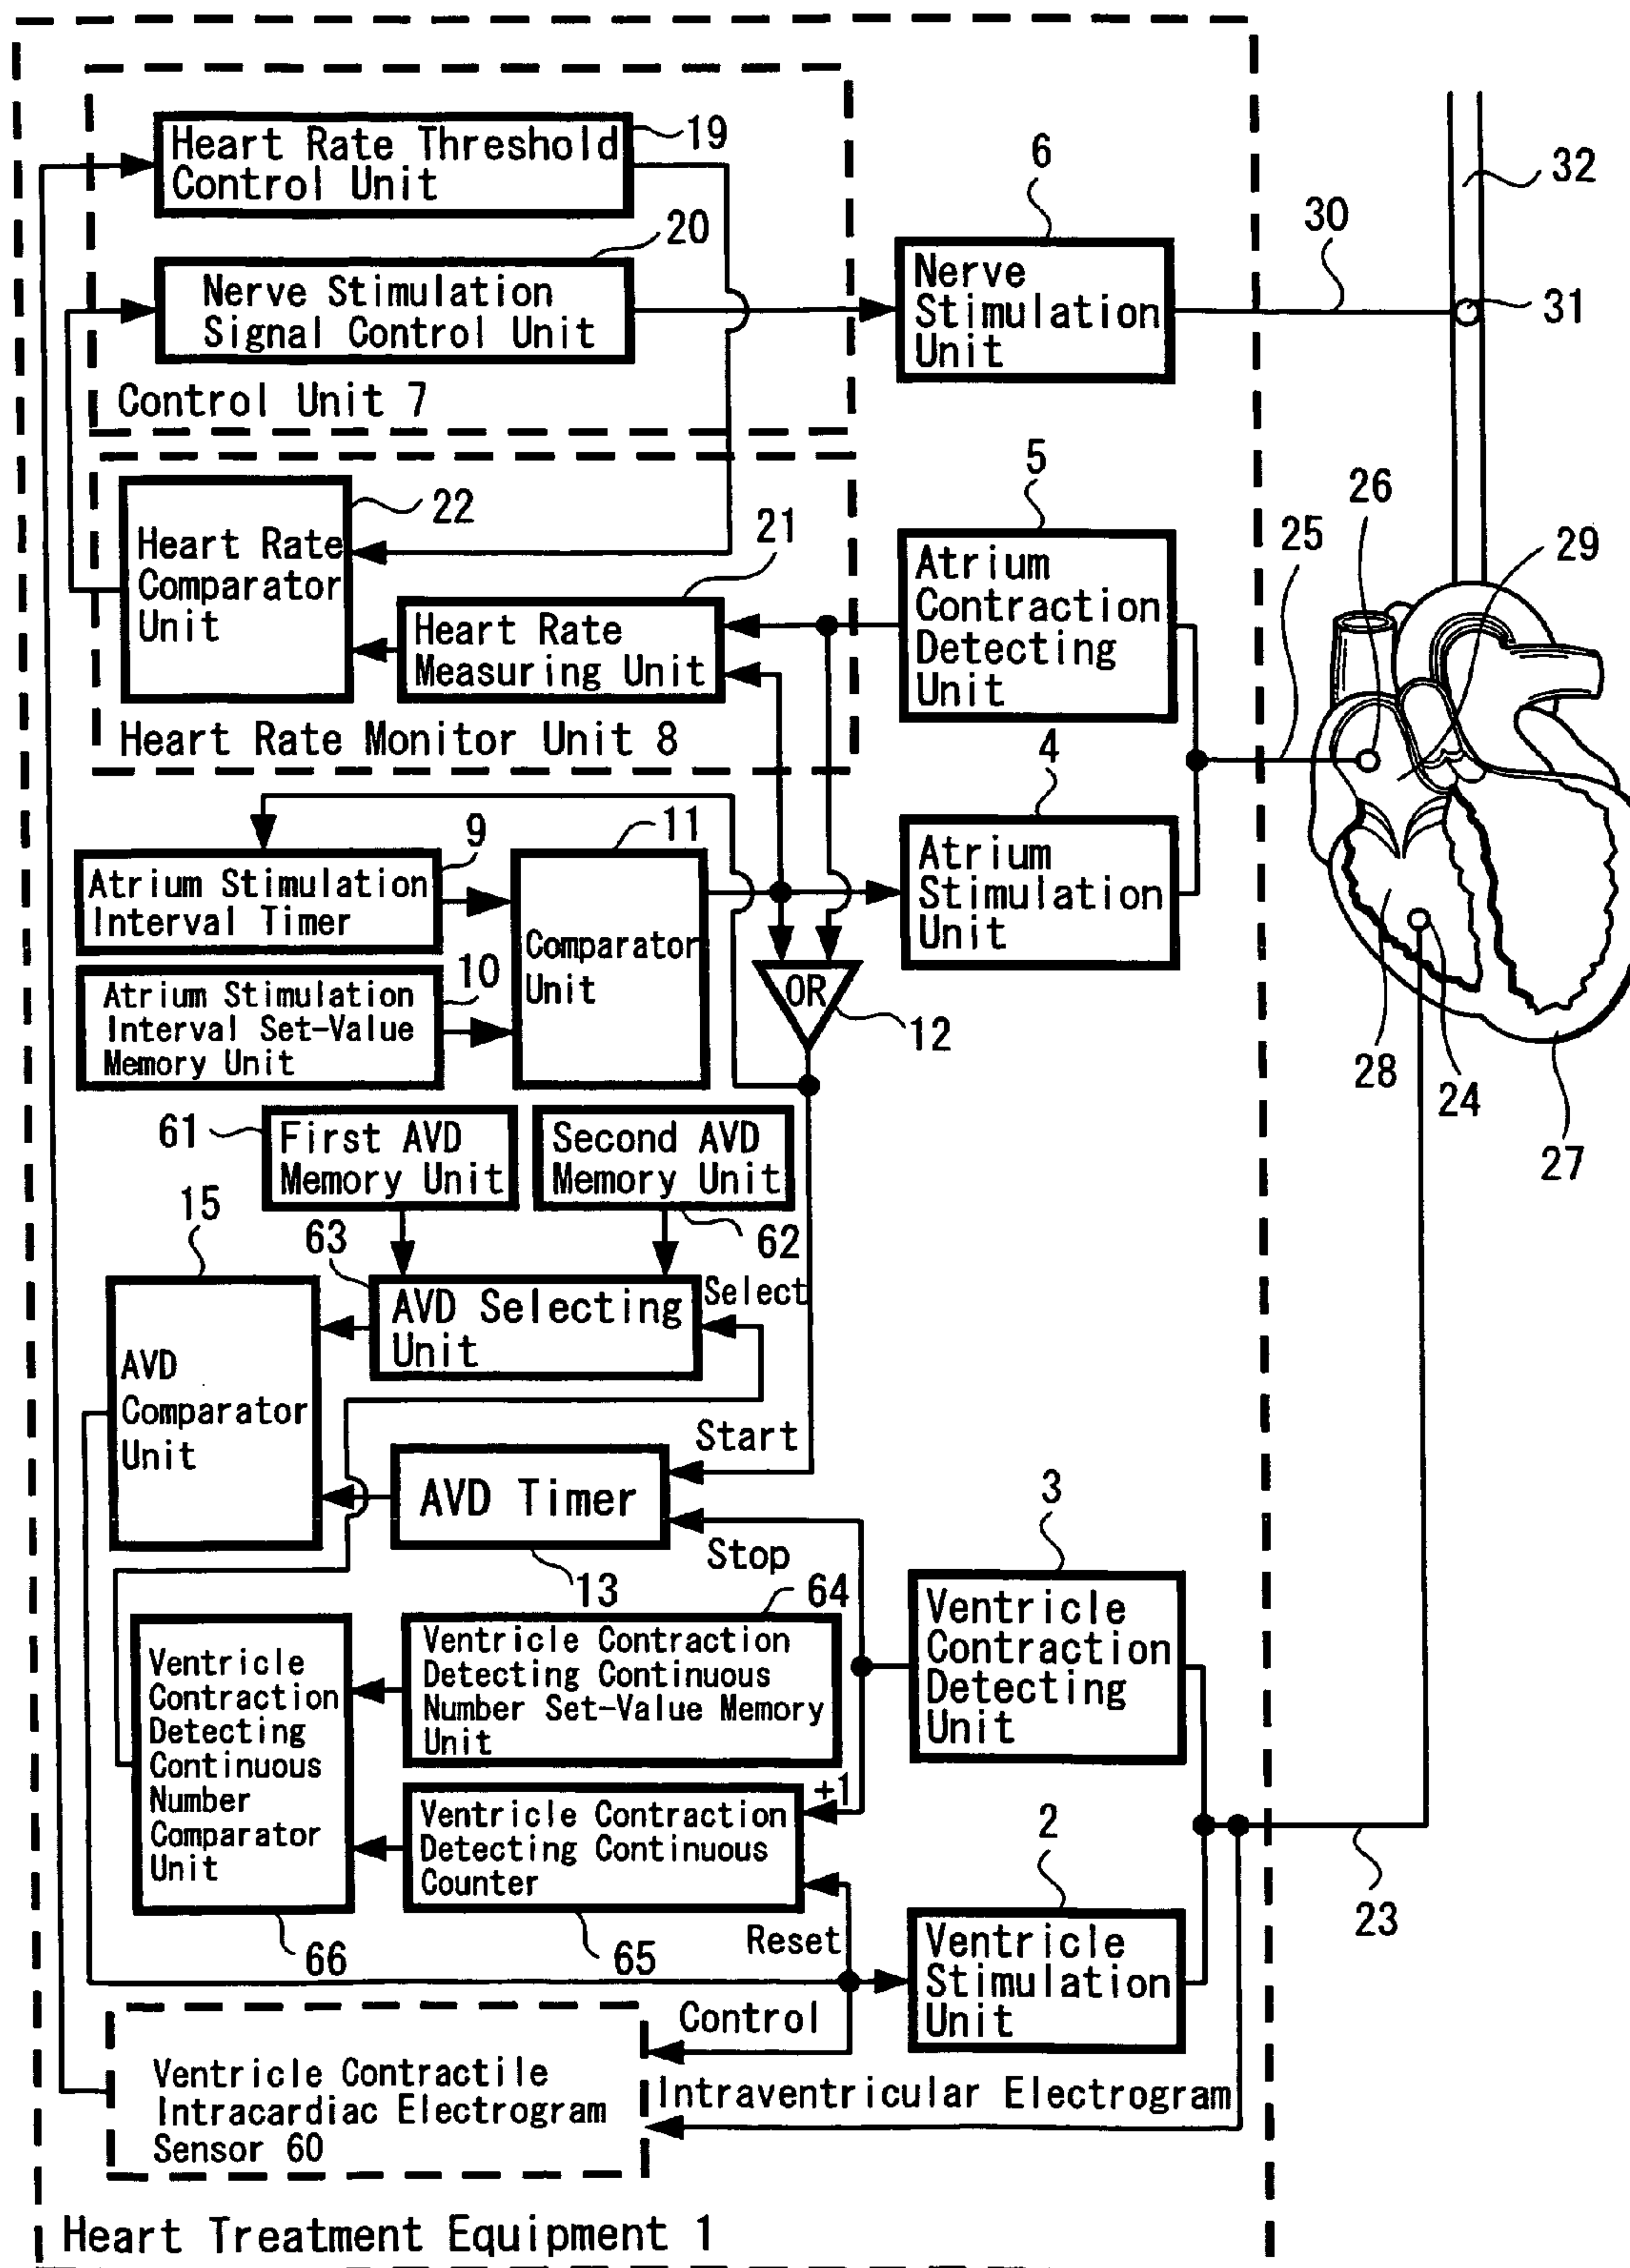 Heart Rate Threshold
Control Unit
19
Nerve Stimulation
Signal Control Unit
20
Control Unit 7
6
Nerve
Stimulation
Unit
30
32
31
Heart Rate
Comparator
Unit
22
21
Heart Rate
Measuring Unit
Heart Rate Monitor Unit 8
5
Atrium
Contraction
Detecting
Unit
25
26
29
4
Atrium
Stimulation
Unit
9
Atrium Stimulation
Interval Timer
10
Atrium Stimulation
Interval Set-Value
Memory Unit
11
Comparator
Unit
OR
12
28
24
27
61
First AVD
Memory Unit
Second AVD
Memory Unit
62
15
63
AVD Selecting
Unit
Select
AVD
Comparator
Unit
Start
AVD Timer
Stop
13
64
Ventricle Contraction
Detecting Continuous
Number Set-Value Memory
Unit
3
Ventricle
Contraction
Detecting
Unit
Ventricle
Contraction
Detecting
Continuous
Number
Comparator
Unit
66
+1
Ventricle Contraction
Detecting Continuous
Counter
65
Reset
2
Ventricle
Stimulation
Unit
23
Control
Intraventricular Electrogram
Ventricle Contractile
Intracardiac Electrogram
Sensor 60
Heart Treatment Equipment 1